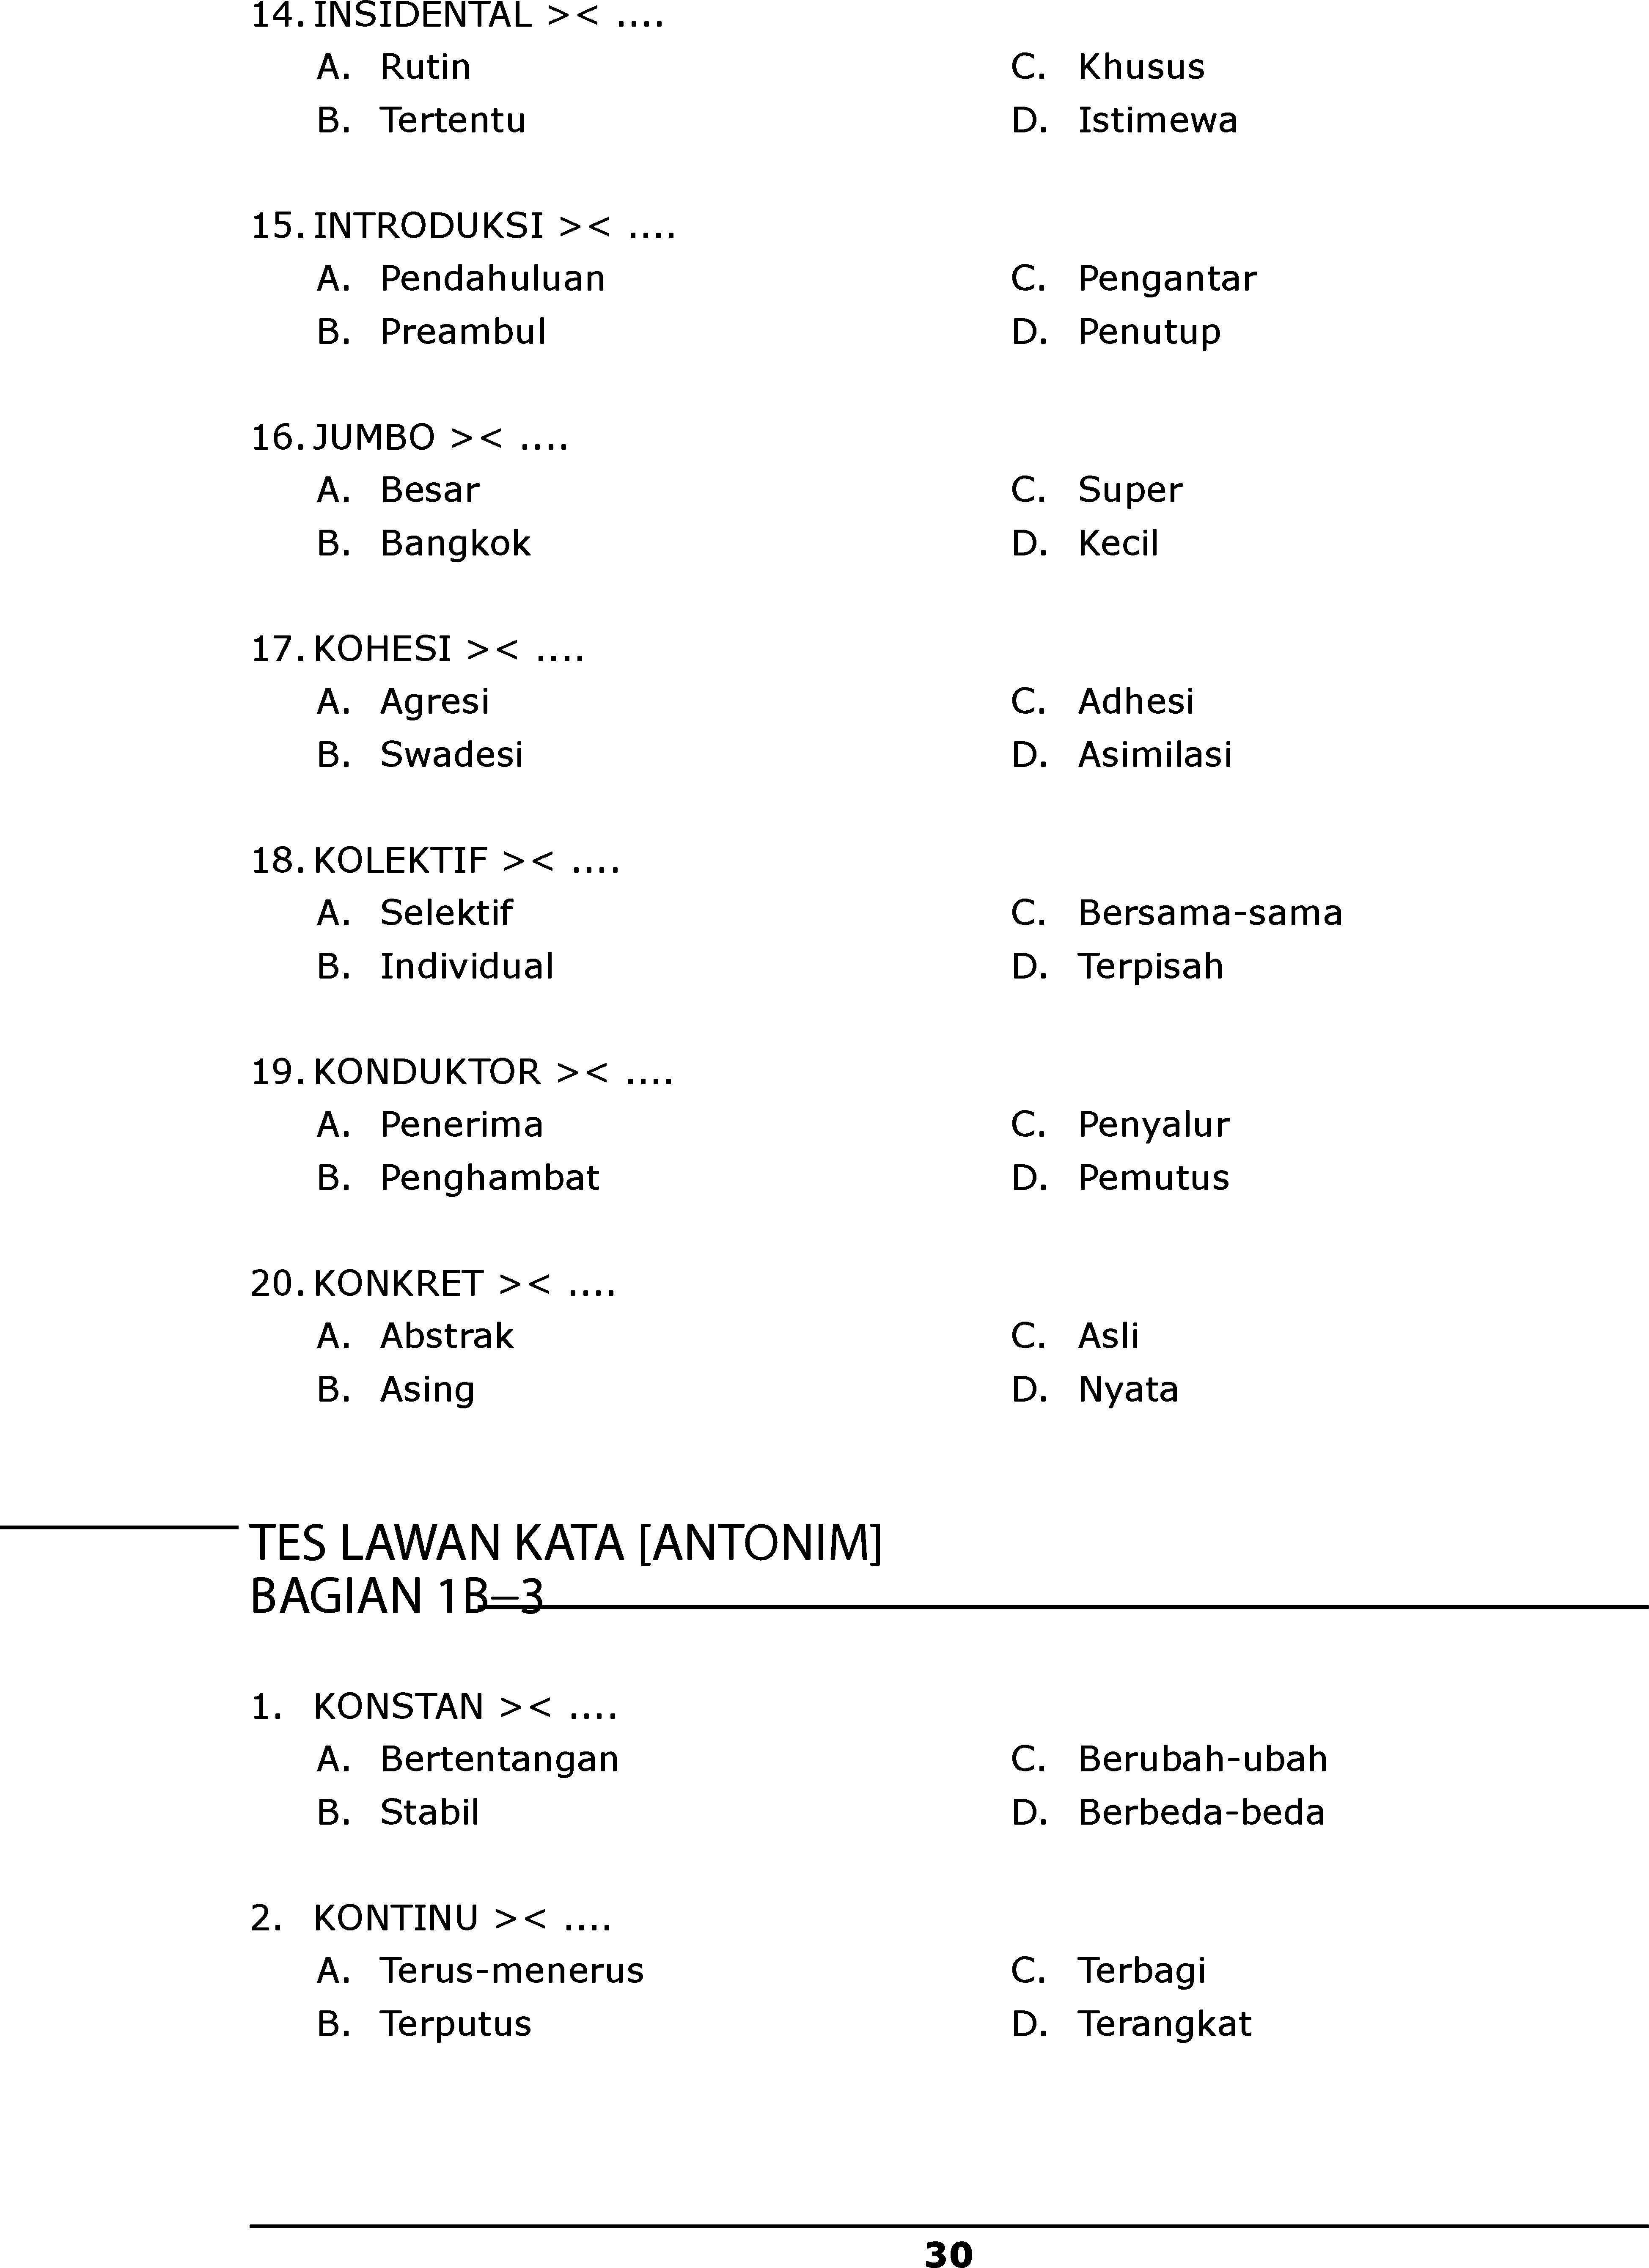 14. INSIDENTAL >< ....
A. Rutin
C. Khusus
B. Tertentu
D. Istimewa
15. INTRODUKSI >< ....
A. Pendahuluan
C. Pengantar
B. Preambul
D. Penutup
16. JUMBO >< ....
A. Besar
C. Super
B. Bangkok
D. Kecil
17. KOHESI >< ....
A. Agresi
C. Adhesi
B. Swadesi
D. Asimilasi
18. KOLEKTIF >< ....
A. Selektif
C. Bersama-sama
B. Individual
D. Terpisah
19. KONDUKTOR >< ....
A. Penerima
C. Penyalur
B. Penghambat
D. Pemutus
20. KONKRET >< ....
A. Abstrak
C. Asli
B. Asing
D. Nyata
TES LAWAN KATA [ANTONIM]
BAGIAN 1B–3
1. KONSTAN >< ....
A. Bertentangan
C. Berubah-ubah
B. Stabil
D. Berbeda-beda
2. KONTINU >< ....
A. Terus-menerus
C. Terbagi
B. Terputus
D. Terangkat
30